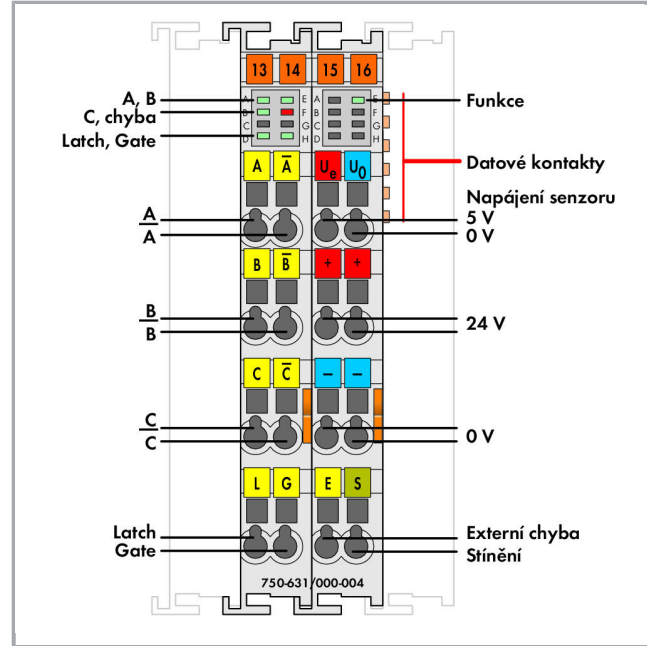 13 14 15 16
A, B
C, chyba
Latch, Gate
A E A E
B F B F
C G C G
D H D H
Funkce
Datové kontakty
A A̅ Ue U0
Napájení senzoru
A
A̅
5 V
0 V
B B̅ + +
B
B̅
24 V
C C̅ − −
C
C̅
0 V
L G E S
Latch
Gate
Externí chyba
Stínění
750-631/000-004